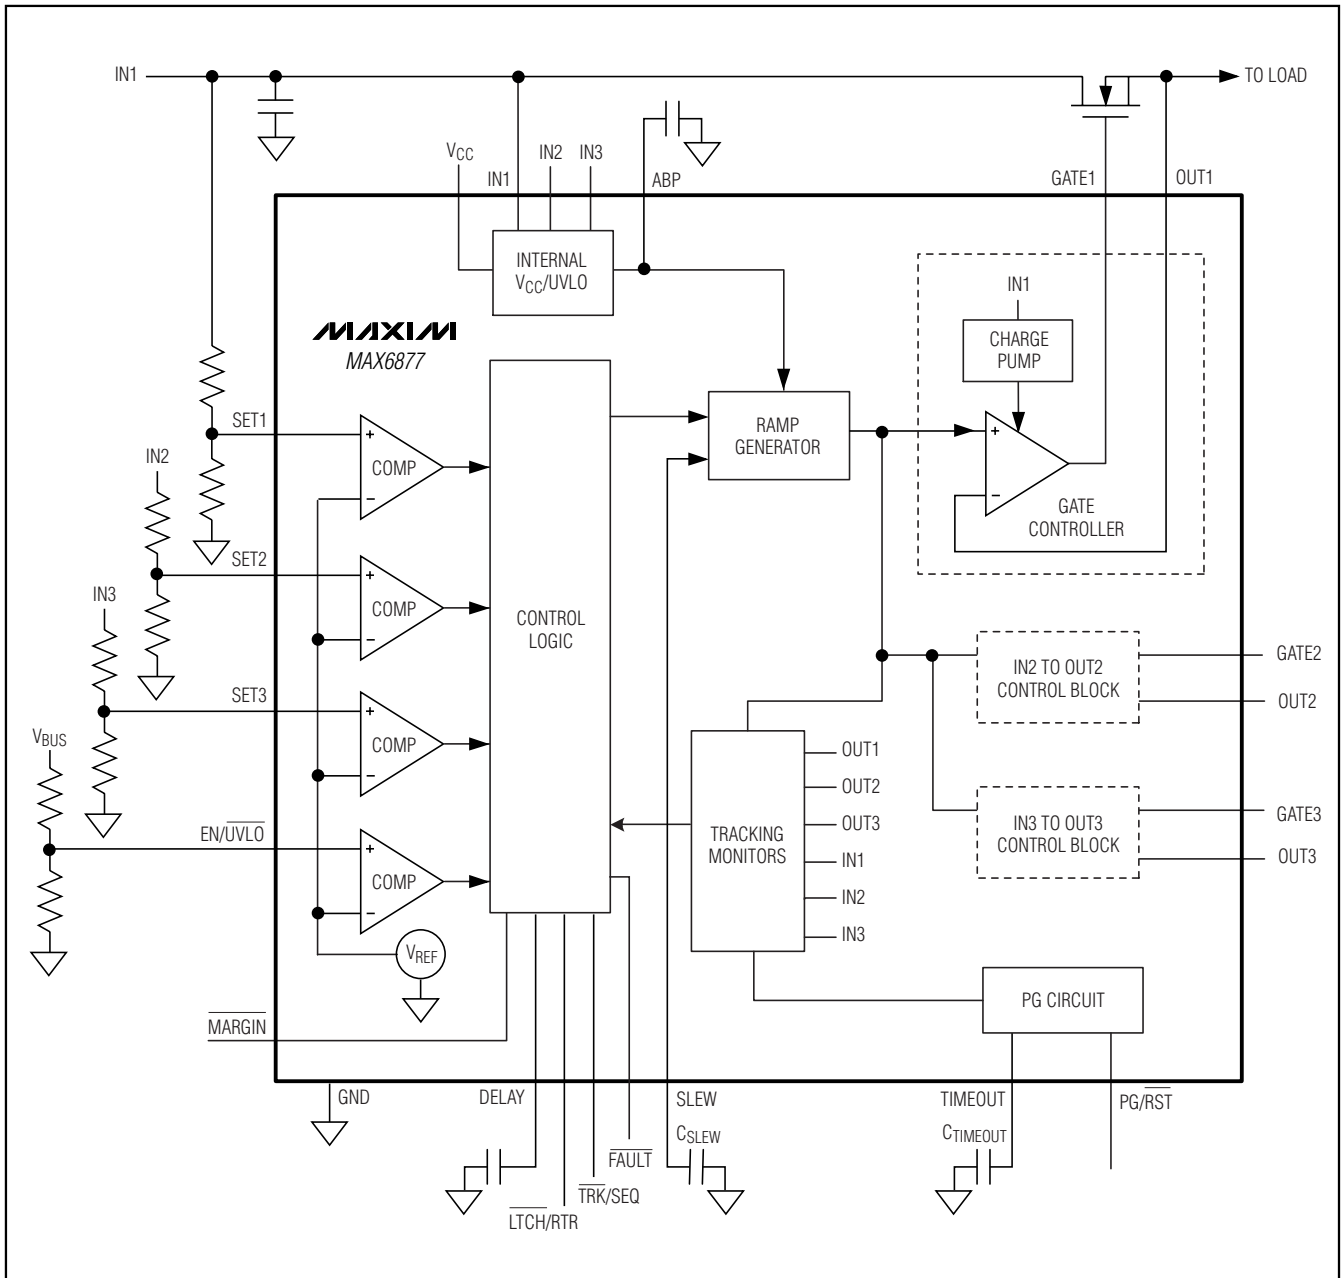 IN1
TO LOAD
VCC
IN1
IN2
IN3
ABP
GATE1
OUT1
INTERNAL
VCC/UVLO
MAXIM
MAX6877
IN1
CHARGE
PUMP
RAMP
GENERATOR
+
−
GATE
CONTROLLER
SET1
+
COMP
−
IN2
SET2
+
COMP
−
CONTROL
LOGIC
IN3
SET3
+
COMP
−
VBUS
EN/UVLO
+
COMP
−
VREF
IN2 TO OUT2
CONTROL BLOCK
GATE2
OUT2
TRACKING
MONITORS
OUT1
OUT2
OUT3
IN1
IN2
IN3
IN3 TO OUT3
CONTROL BLOCK
GATE3
OUT3
PG CIRCUIT
MARGIN
GND
DELAY
SLEW
TIMEOUT
PG/RST
CSLEW
CTIMEOUT
FAULT
TRK/SEQ
LTCH/RTR